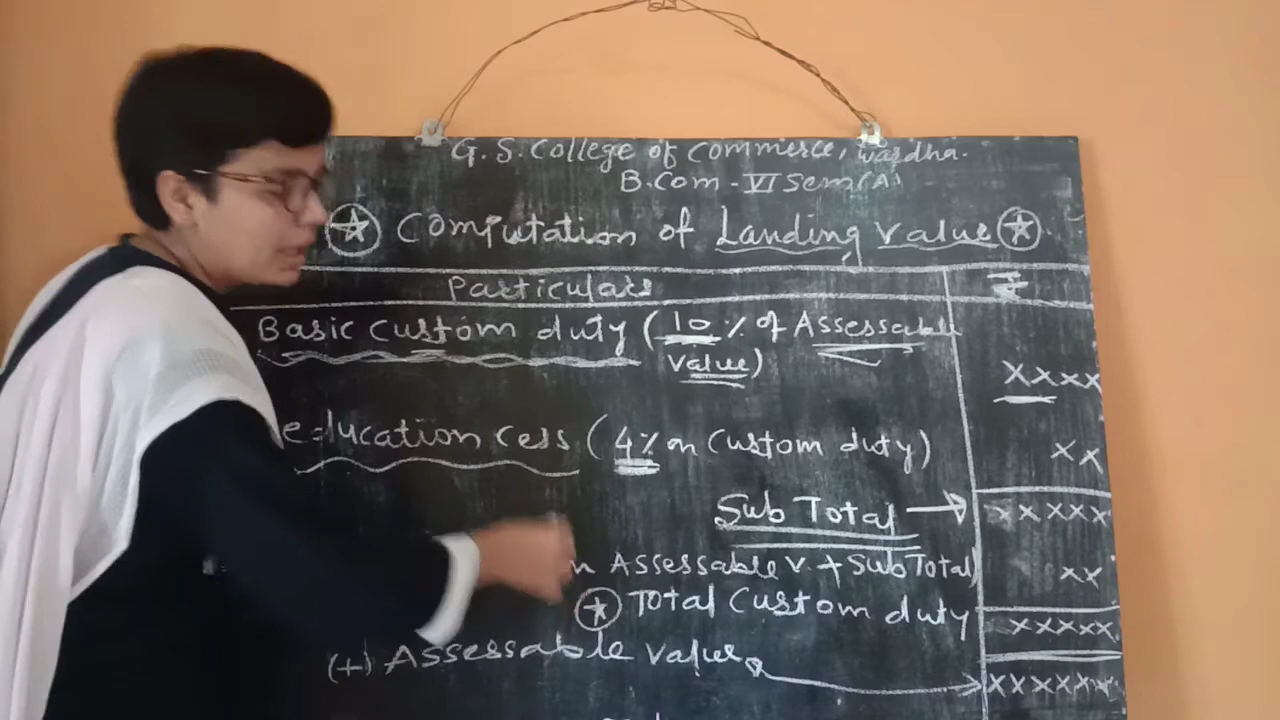 G. S. College of Commerce, Wardha.
B.Com - VI Sem (A)
Computation of Landing Value
Particulars ₹
Basic Custom duty (10% of Assessable
Value) xxxx
education cess (4% on Custom duty) xx
Sub Total → xxxxx
n Assessable V. + SubTotal) xx
Total Custom duty xxxxx
(+) Assessable value → xxxxxx